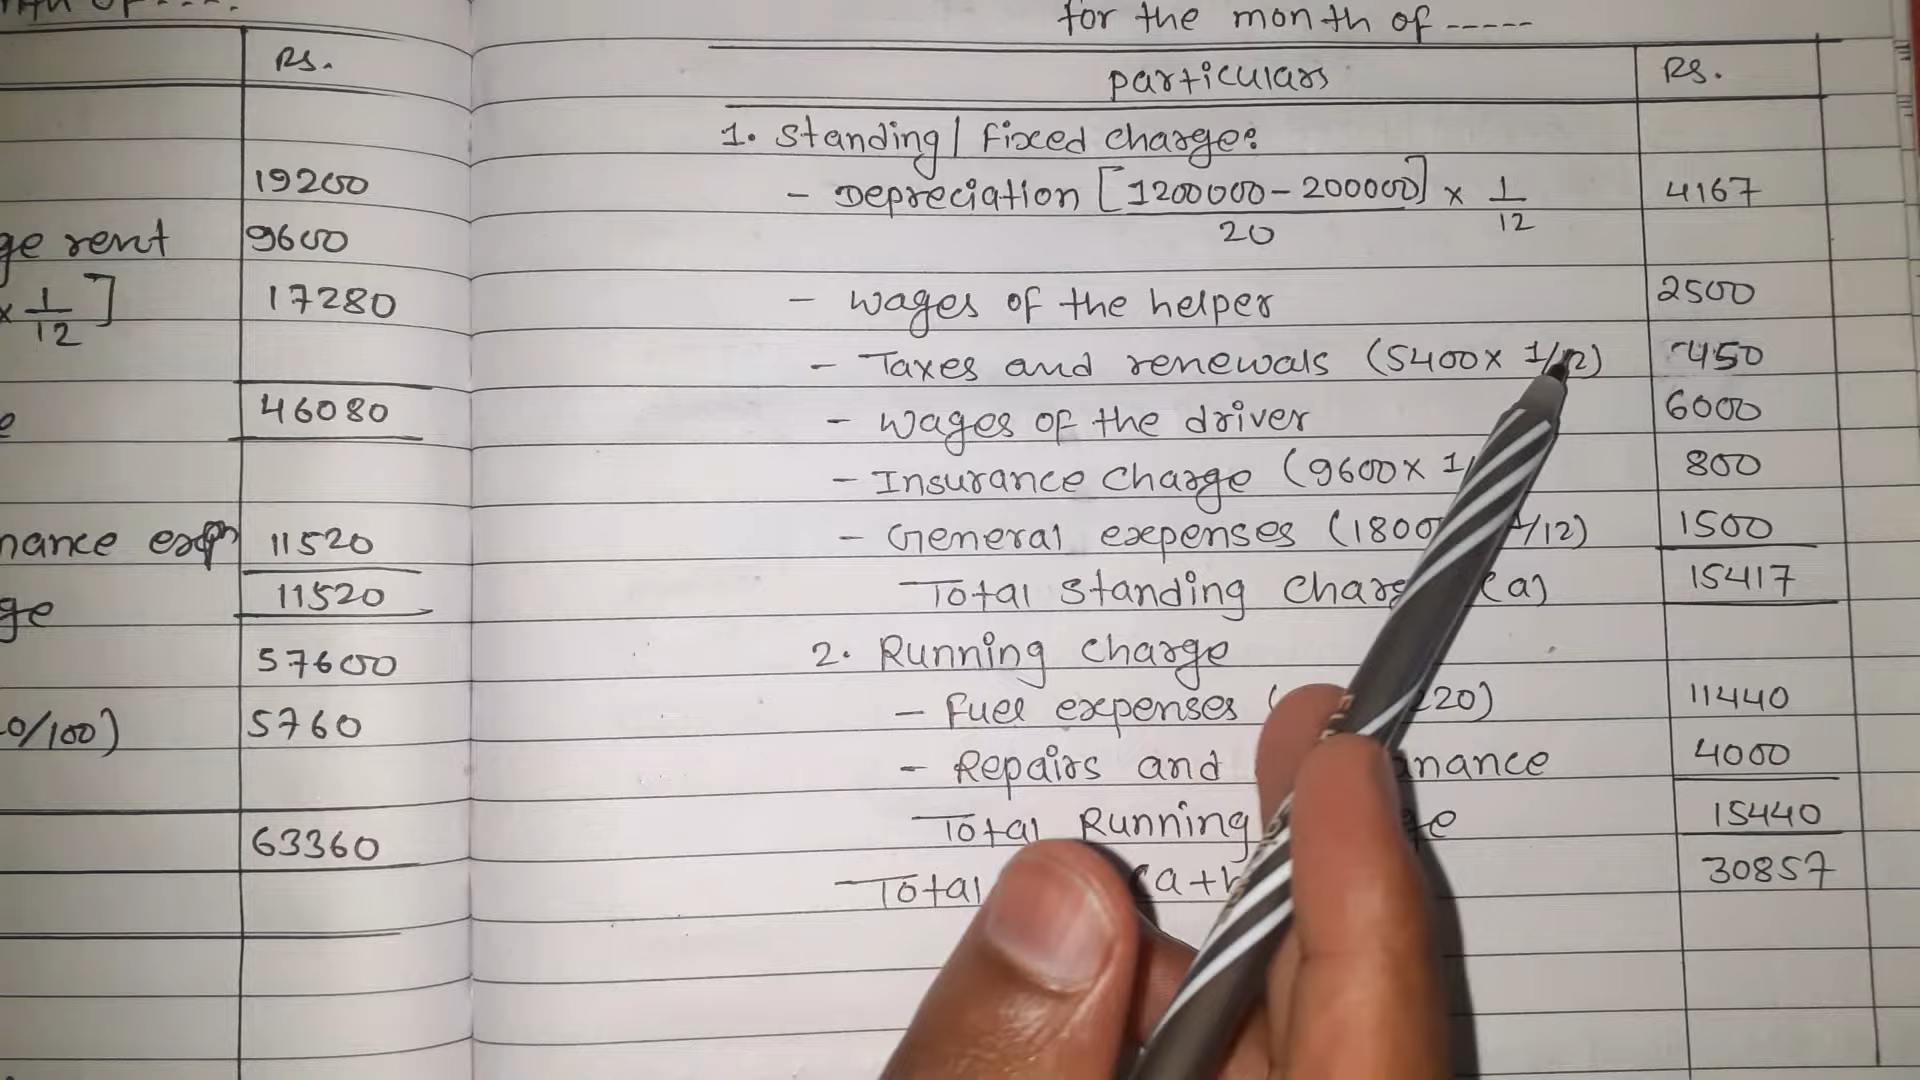 Rs.
19200
ge rent 9600
× 1/12 ] 17280
e 46080
nance expn 11520
11520
ge
57600
0/100) 5760
63360
for the month of -----
particulars Rs.
1. Standing / Fixed charge:
- Depreciation [1200000 - 200000] / 20 × 1/12 4167
- wages of the helper 2500
- Taxes and renewals (5400 × 1/12) 450
- wages of the driver 6000
- Insurance charge (9600 × 1/ 800
- General expenses (1800 1/12) 1500
Total Standing Charg (a) 15417
2. Running charge
- Fuel expenses ( 220) 11440
- Repairs and nance 4000
Total Running ge 15440
Total (a+b 30857